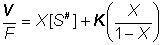 V/F = X[S#] + K(X/(1 − X))